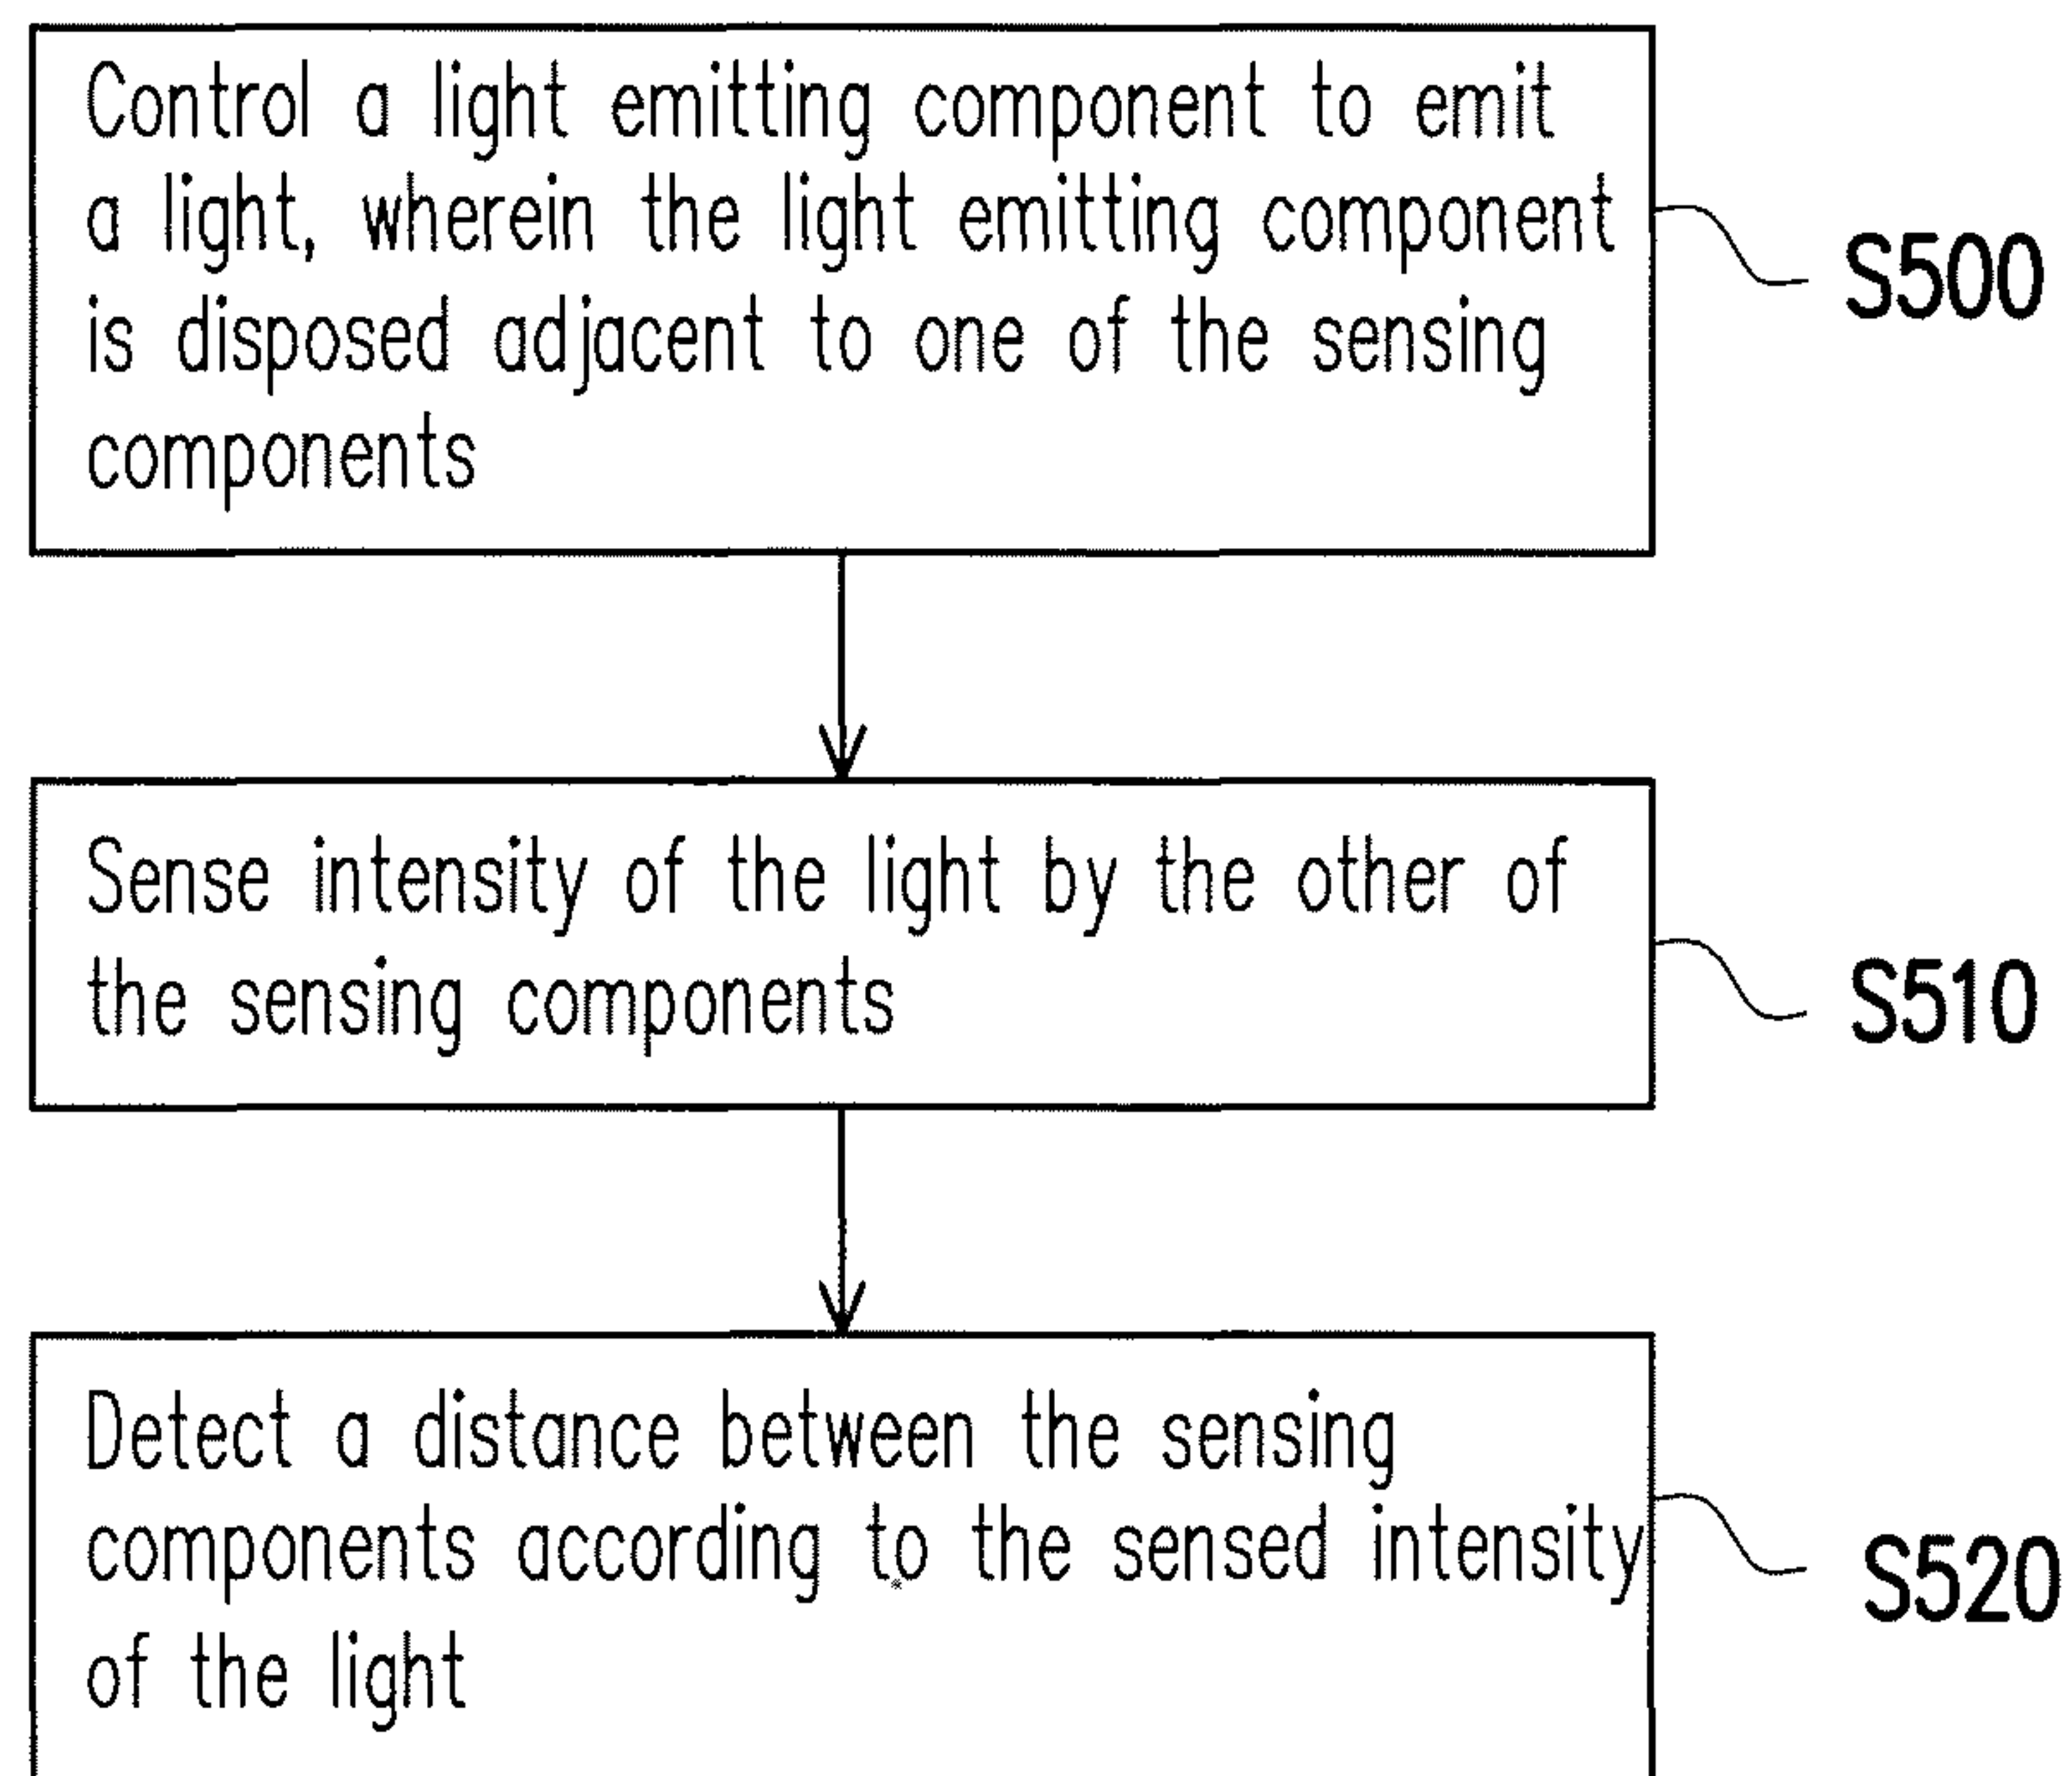 Control a light emitting component to emit
a light, wherein the light emitting component
is disposed adjacent to one of the sensing
components
S500
Sense intensity of the light by the other of
the sensing components
S510
Detect a distance between the sensing
components according to the sensed intensity
of the light
S520